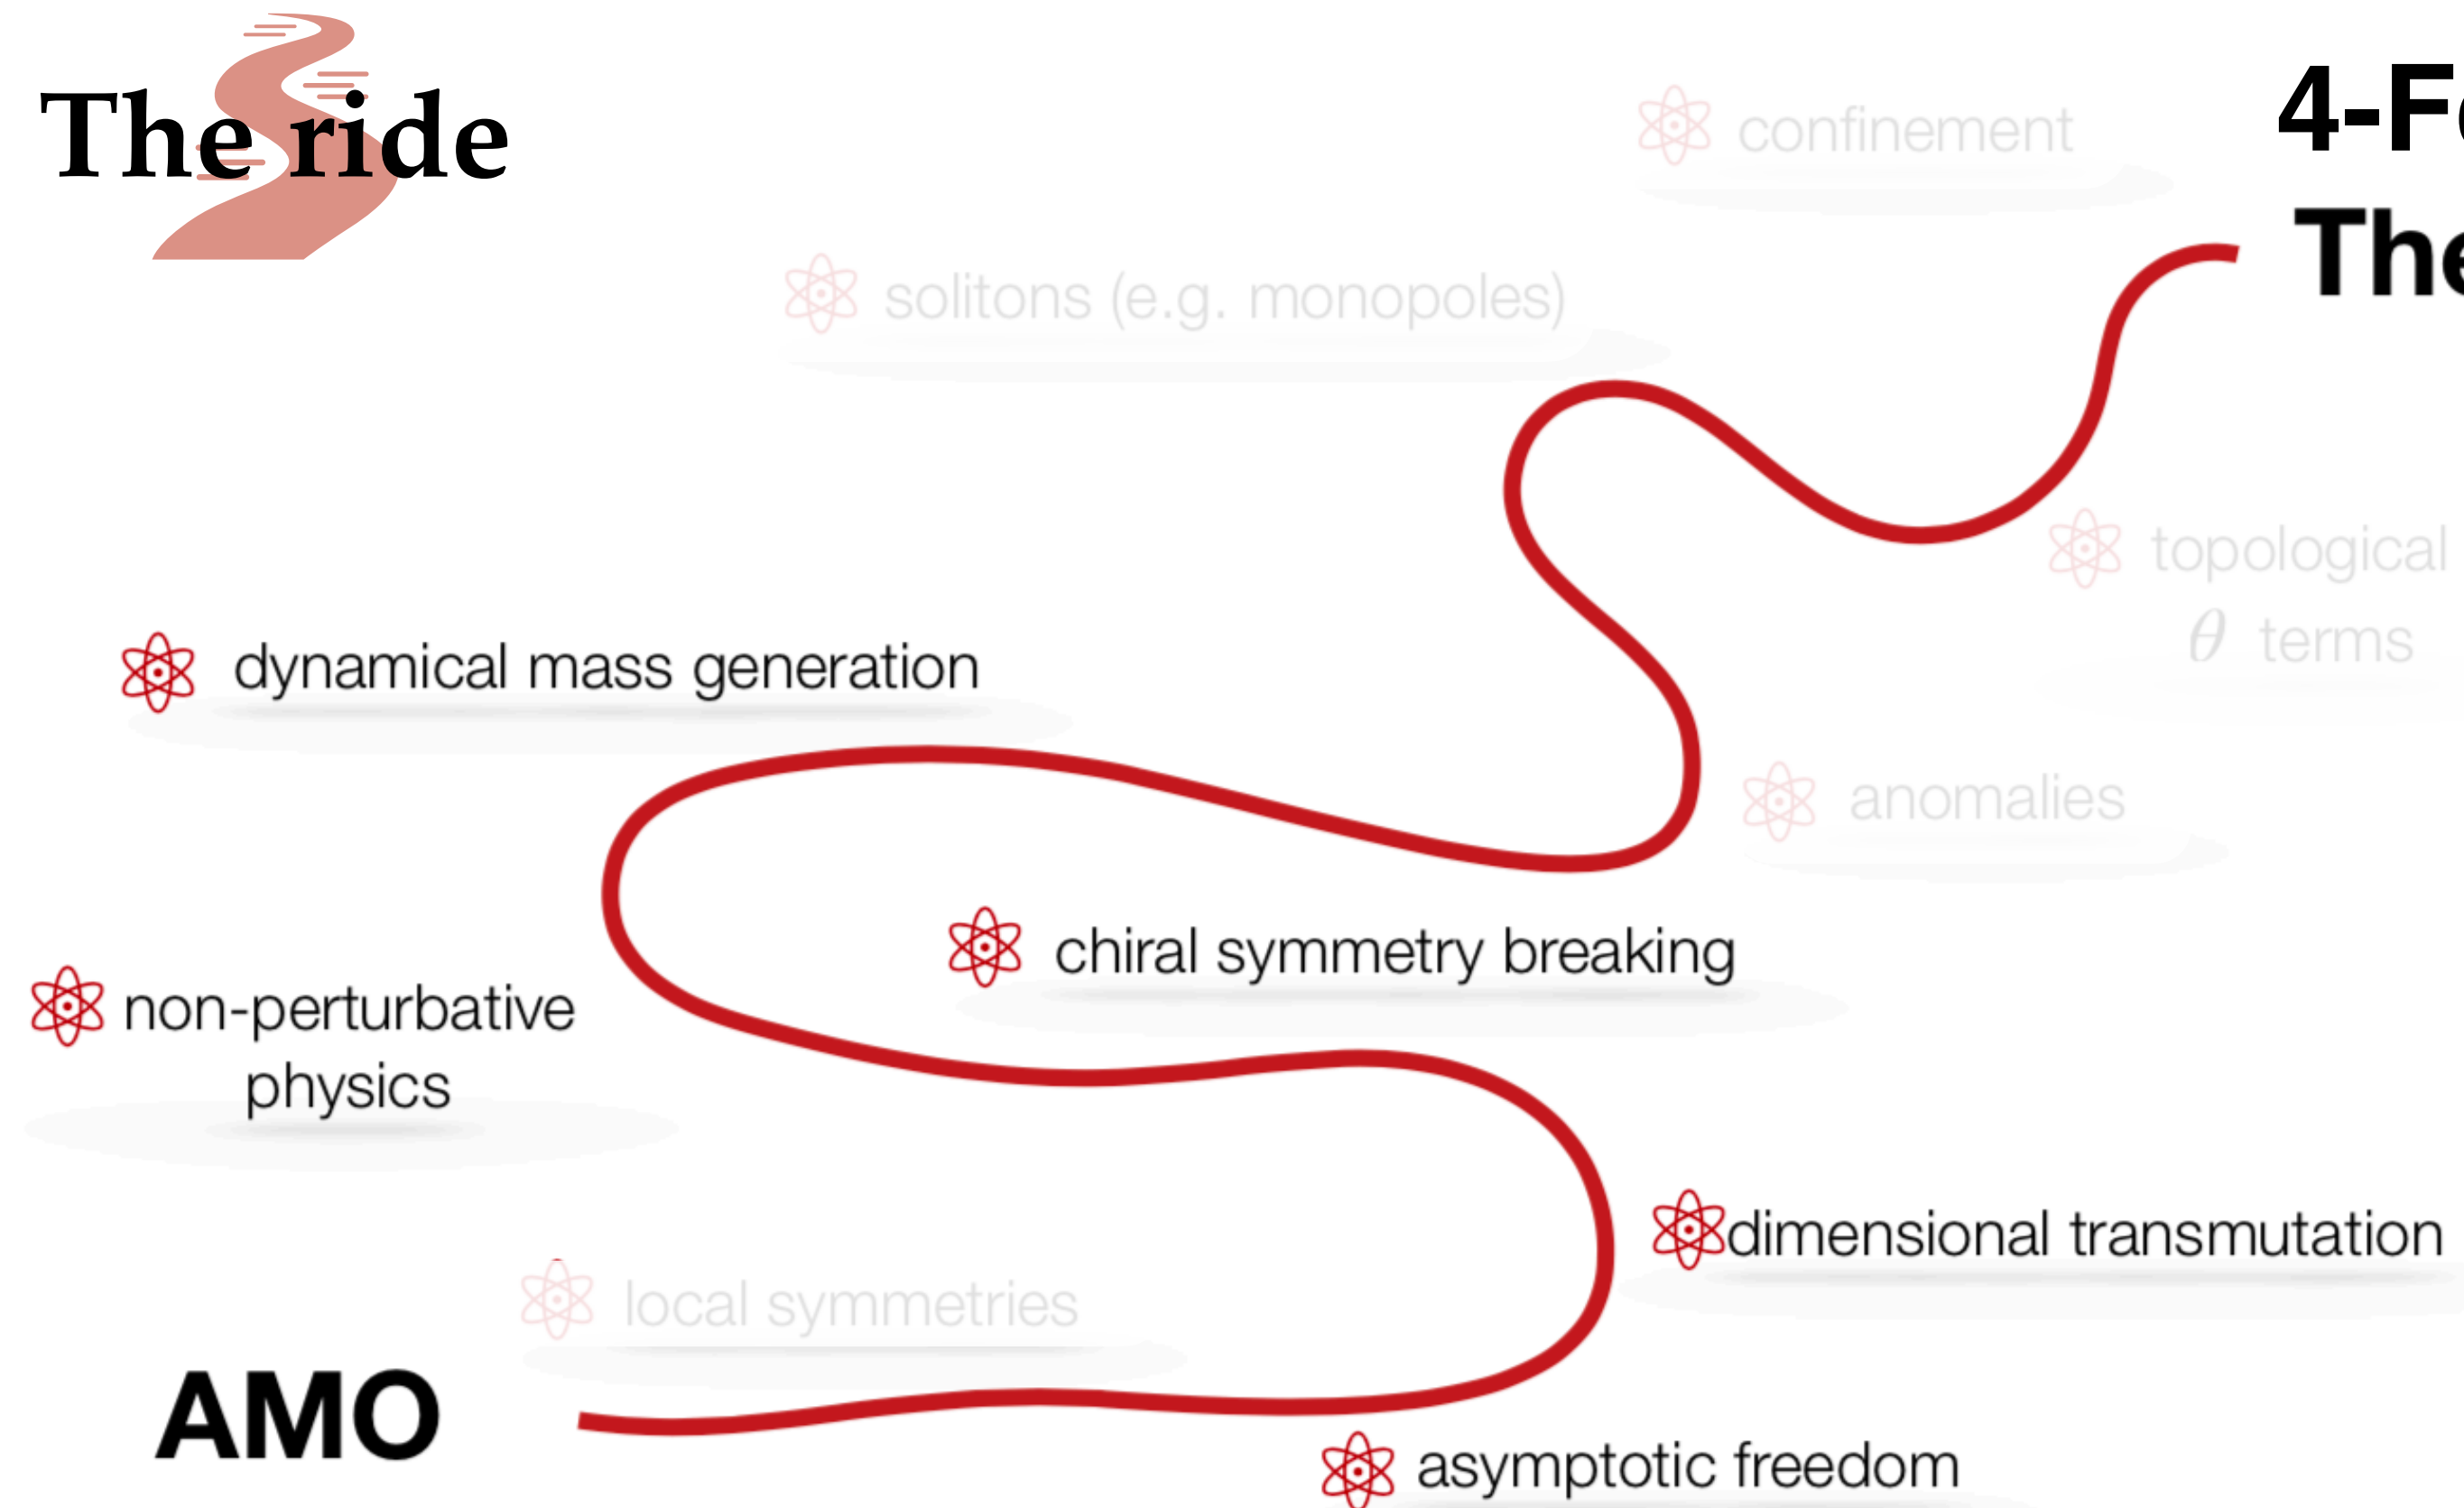 The ride
confinement
4-F
The
solitons (e.g. monopoles)
topological
θ terms
dynamical mass generation
anomalies
chiral symmetry breaking
non-perturbative
physics
dimensional transmutation
local symmetries
AMO
asymptotic freedom